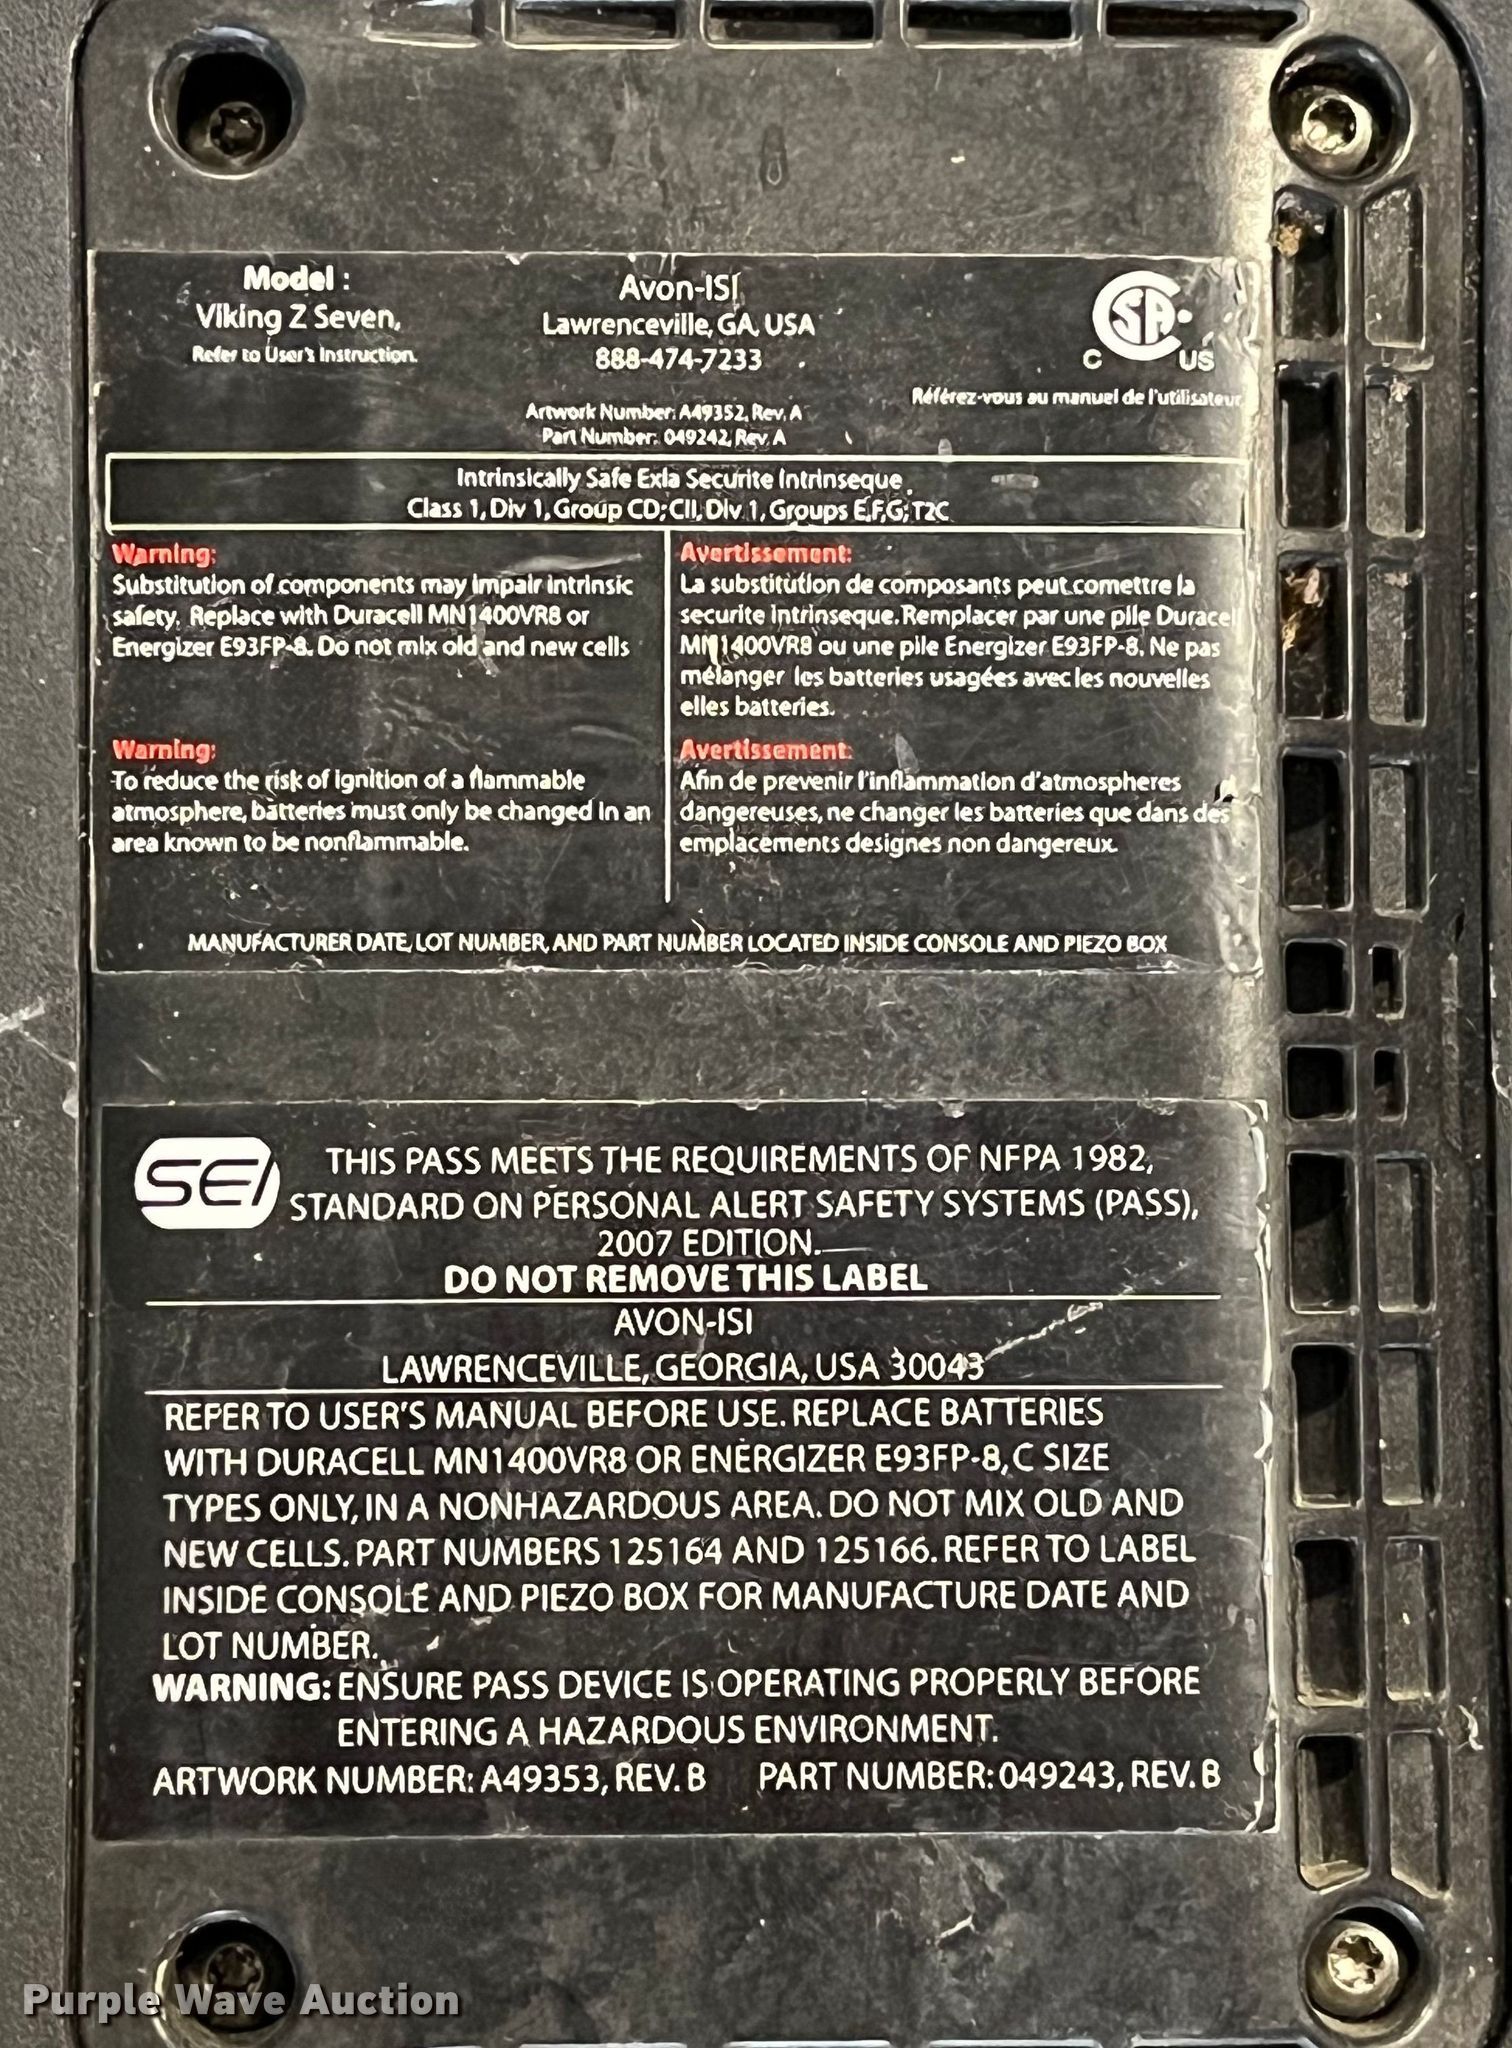 Model :
Viking Z Seven,
Refer to User's Instruction.
Avon-ISI
Lawrenceville, GA, USA
888-474-7233
Artwork Number: A49352, Rev. A
Part Number: 049242, Rev. A
CSA
C US
Référez-vous au manuel de l'utilisateur
Intrinsically Safe Exla Securite Intrinseque
Class 1, Div 1, Group CD; CII, Div 1, Groups E,F,G; T2C
Warning:
Substitution of components may impair intrinsic
safety. Replace with Duracell MN1400VR8 or
Energizer E93FP-8. Do not mix old and new cells
Warning:
To reduce the risk of ignition of a flammable
atmosphere, batteries must only be changed in an
area known to be nonflammable.
Avertissement:
La substitution de composants peut comettre la
securite intrinseque. Remplacer par une pile Duracel
MN1400VR8 ou une pile Energizer E93FP-8. Ne pas
mélanger les batteries usagées avec les nouvelles
elles batteries.
Avertissement:
Afin de prevenir l'inflammation d'atmospheres
dangereuses, ne changer les batteries que dans des
emplacements designes non dangereux.
MANUFACTURER DATE, LOT NUMBER, AND PART NUMBER LOCATED INSIDE CONSOLE AND PIEZO BOX
SEI
THIS PASS MEETS THE REQUIREMENTS OF NFPA 1982,
STANDARD ON PERSONAL ALERT SAFETY SYSTEMS (PASS),
2007 EDITION.
DO NOT REMOVE THIS LABEL
AVON-ISI
LAWRENCEVILLE, GEORGIA, USA 30043
REFER TO USER'S MANUAL BEFORE USE. REPLACE BATTERIES
WITH DURACELL MN1400VR8 OR ENERGIZER E93FP-8, C SIZE
TYPES ONLY, IN A NONHAZARDOUS AREA. DO NOT MIX OLD AND
NEW CELLS. PART NUMBERS 125164 AND 125166. REFER TO LABEL
INSIDE CONSOLE AND PIEZO BOX FOR MANUFACTURE DATE AND
LOT NUMBER.
WARNING: ENSURE PASS DEVICE IS OPERATING PROPERLY BEFORE
ENTERING A HAZARDOUS ENVIRONMENT.
ARTWORK NUMBER: A49353, REV. B PART NUMBER: 049243, REV. B
Purple Wave Auction